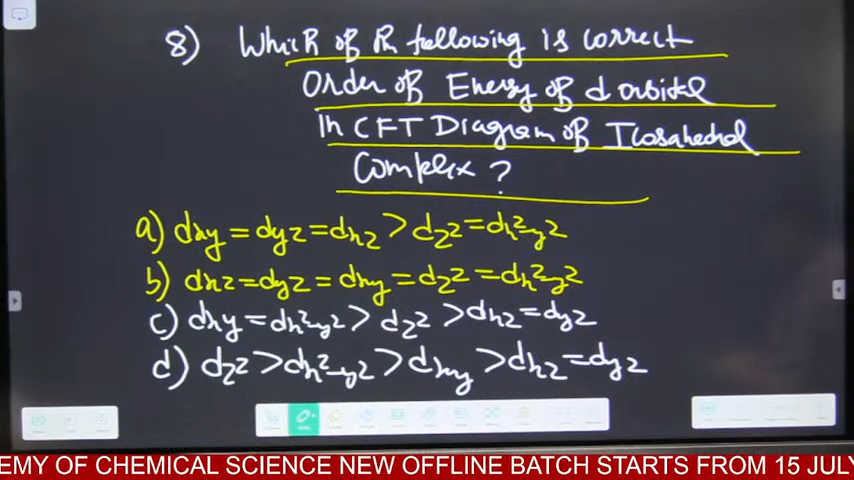 8) Which of the following is correct
Order of Energy of d orbital
In CFT Diagram of Icosahedral
Complex ?
a) dxy = dyz = dxz > dz² = dx²-y²
b) dxz = dyz = dxy = dz² = dx²-y²
c) dxy = dx²-y² > dz² > dxz = dyz
d) dz² > dx²-y² > dxy > dxz = dyz
EMY OF CHEMICAL SCIENCE NEW OFFLINE BATCH STARTS FROM 15 JULY